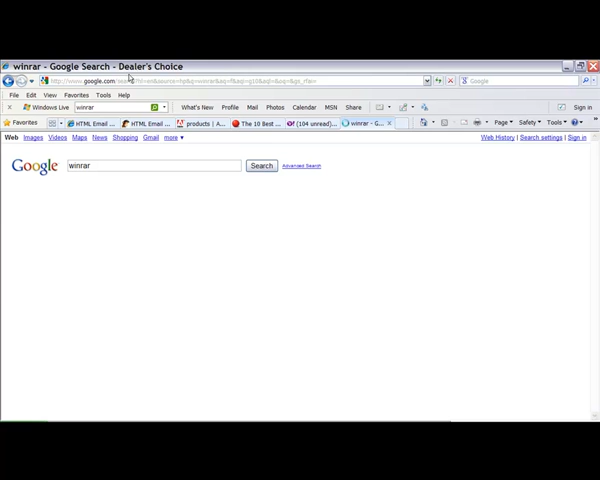 winrar - Google Search - Dealer's Choice
Google
File Edit View Favorites Tools Help
x Windows Live winrar What's New Profile Mail Photos Calendar MSN Share Sign in
Favorites HTML Email ... HTML Email ... products | A... The 10 Best ... (104 unread)... winrar - G... Page Safety Tools
Web Images Videos Maps News Shopping Gmail more Web History | Search settings | Sign in
Google winrar Search Advanced Search